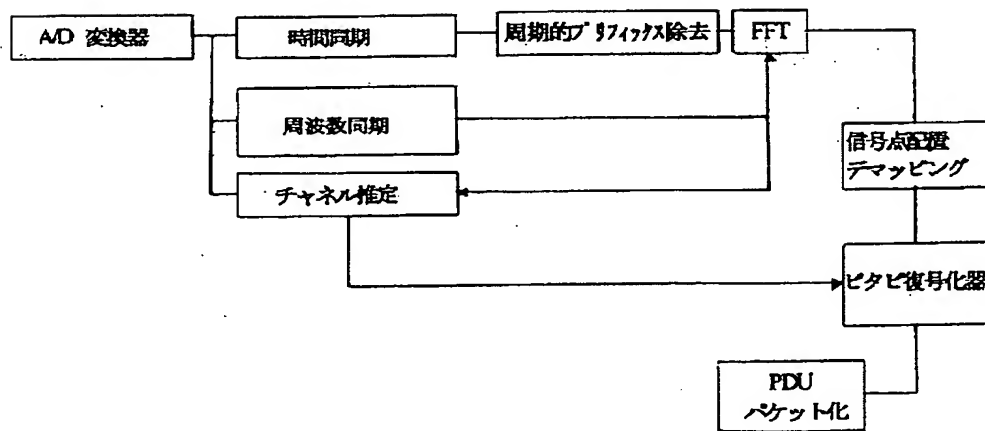 A/D 変換器
時間同期
周期的プリフィックス除去
FFT
周波数同期
チャネル推定
信号点配置
デマッピング
ビタビ復号化器
PDU
パケット化